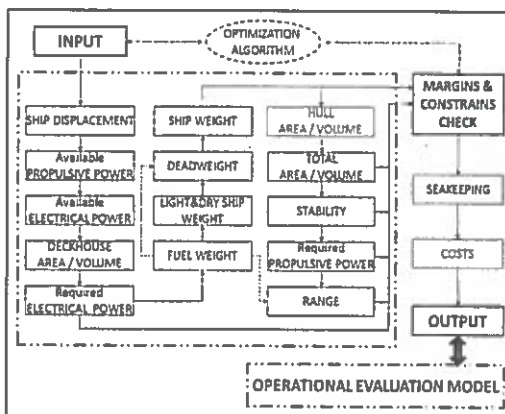 INPUT
OPTIMIZATION
ALGORITHM
MARGINS &
CONSTRAINS
CHECK
SHIP DISPLACEMENT
SHIP WEIGHT
HULL
AREA / VOLUME
Available
PROPULSIVE POWER
DEADWEIGHT
TOTAL
AREA / VOLUME
SEAKEEPING
Available
ELECTRICAL POWER
LIGHT&DRY SHIP
WEIGHT
STABILITY
DECKHOUSE
AREA / VOLUME
FUEL WEIGHT
Required
PROPULSIVE POWER
COSTS
Required
ELECTRICAL POWER
RANGE
OUTPUT
OPERATIONAL EVALUATION MODEL